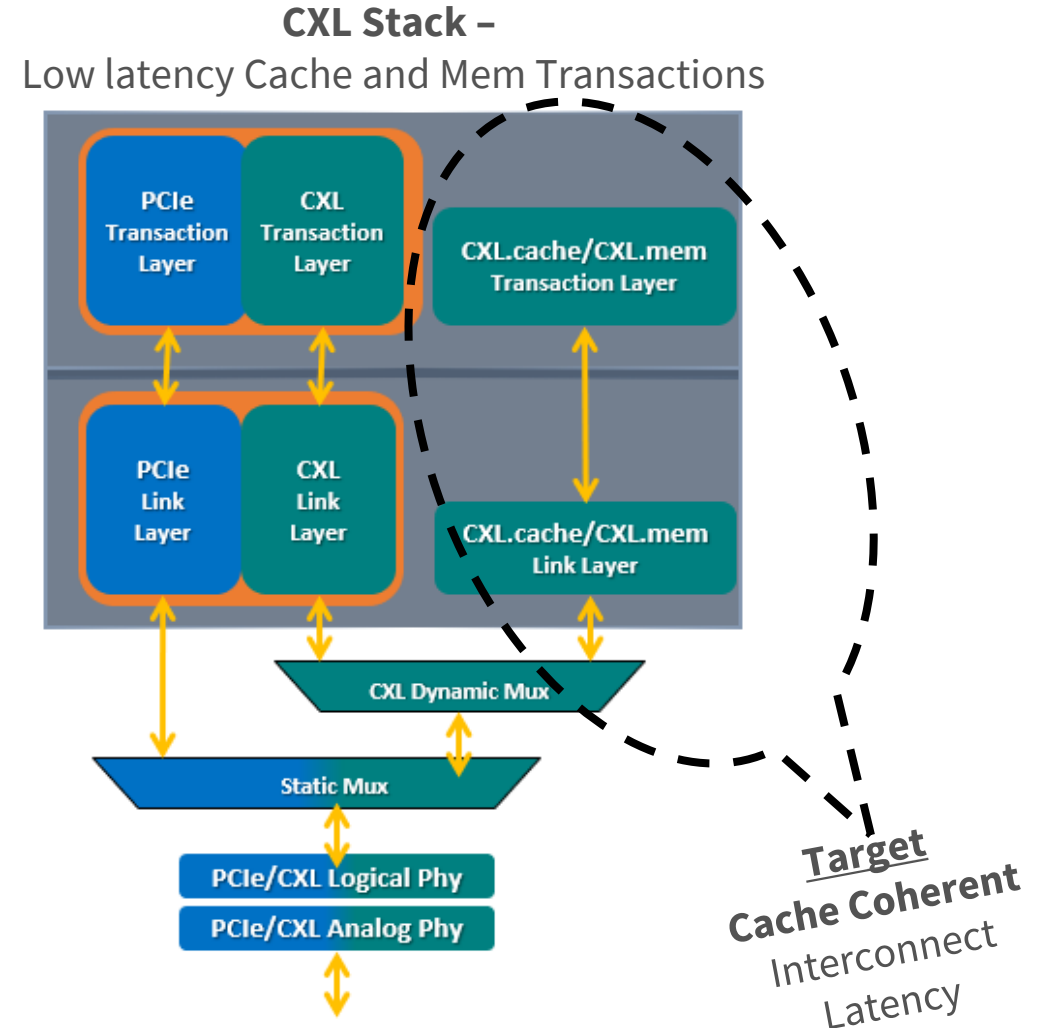 CXL Stack –
Low latency Cache and Mem Transactions
PCIe
Transaction
Layer
CXL
Transaction
Layer
CXL.cache/CXL.mem
Transaction Layer
PCIe
Link
Layer
CXL
Link
Layer
CXL.cache/CXL.mem
Link Layer
CXL Dynamic Mux
Static Mux
PCIe/CXL Logical Phy
PCIe/CXL Analog Phy
Target
Cache Coherent
Interconnect
Latency